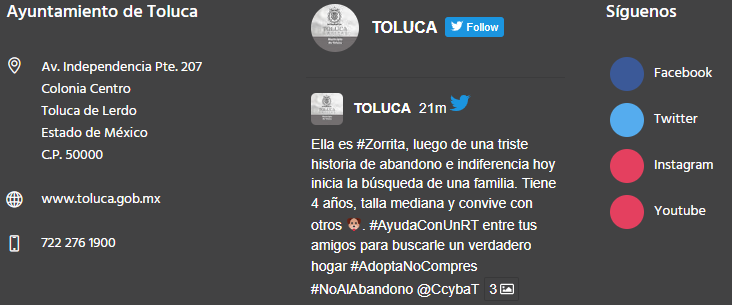 Ayuntamiento de Toluca
Av. Independencia Pte. 207
Colonia Centro
Toluca de Lerdo
Estado de México
C.P. 50000
www.toluca.gob.mx
722 276 1900
TOLUCA
TOLUCA Follow
TOLUCA 21m
Ella es #Zorrita, luego de una triste
historia de abandono e indiferencia hoy
inicia la búsqueda de una familia. Tiene
4 años, talla mediana y convive con
otros 🐶. #AyudaConUnRT entre tus
amigos para buscarle un verdadero
hogar #AdoptaNoCompres
#NoAlAbandono @CcybaT 3
Síguenos
Facebook
Twitter
Instagram
Youtube